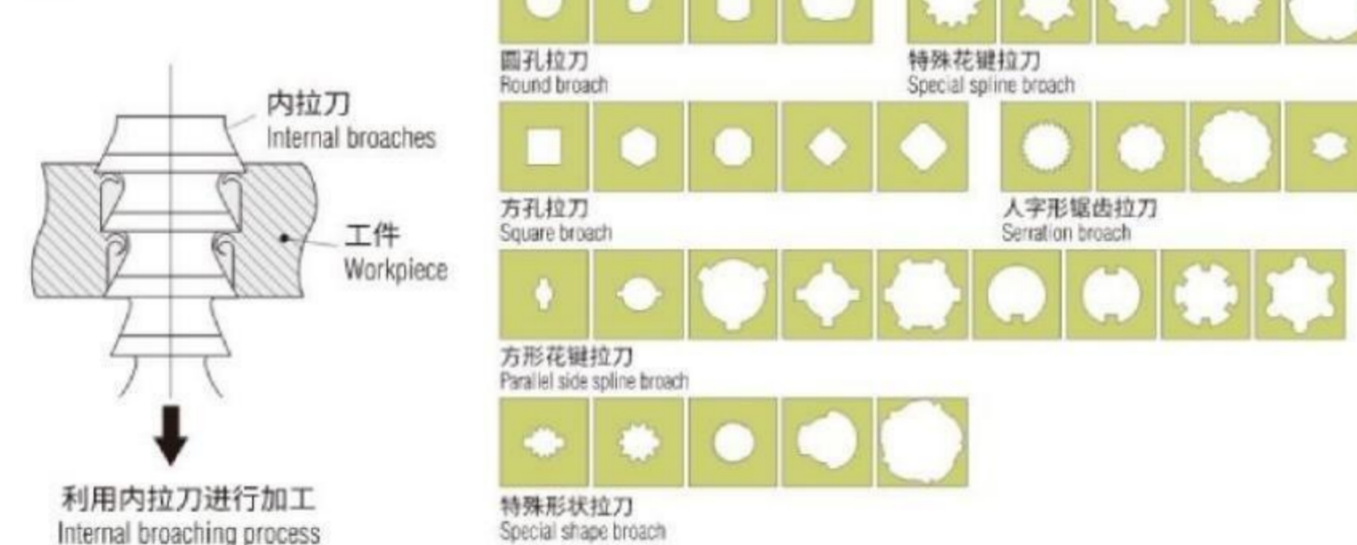 内拉刀
Internal broaches
工件
Workpiece
利用内拉刀进行加工
Internal broaching process
圆孔拉刀
Round broach
特殊花键拉刀
Special spline broach
方孔拉刀
Square broach
人字形锯齿拉刀
Serration broach
方形花键拉刀
Parallel side spline broach
特殊形状拉刀
Special shape broach